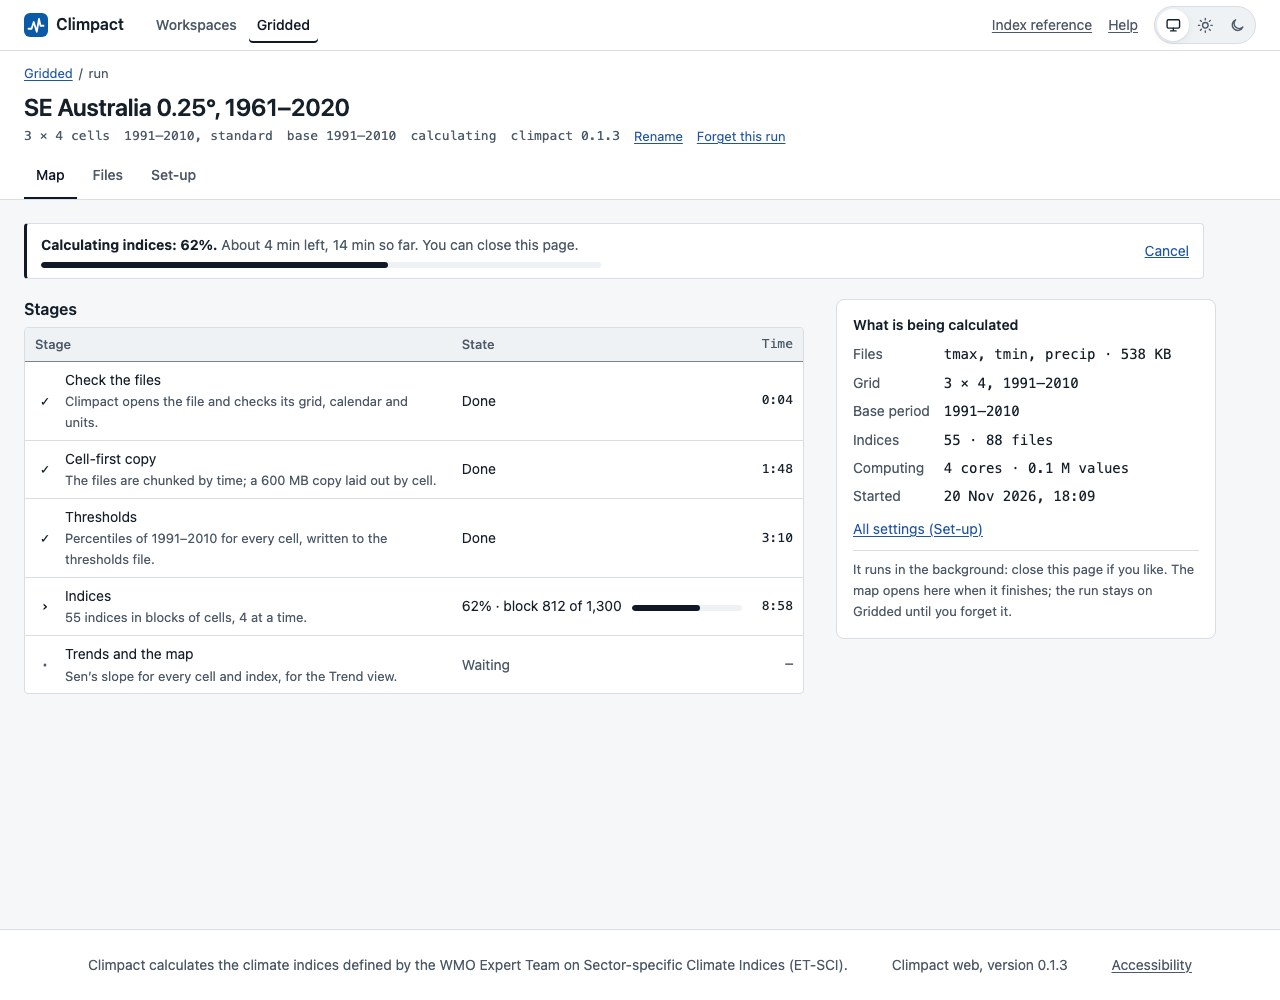 Climpact
Workspaces
Gridded
Index reference
Help
Gridded / run
SE Australia 0.25°, 1961–2020
3 × 4 cells 1991–2010, standard base 1991–2010 calculating climpact 0.1.3 Rename Forget this run
Map
Files
Set-up
Calculating indices: 62%. About 4 min left, 14 min so far. You can close this page.
Cancel
Stages
Stage State Time
Check the files
Climpact opens the file and checks its grid, calendar and
units.
✓ Done 0:04
Cell-first copy
The files are chunked by time; a 600 MB copy laid out by cell.
✓ Done 1:48
Thresholds
Percentiles of 1991–2010 for every cell, written to the
thresholds file.
✓ Done 3:10
Indices
55 indices in blocks of cells, 4 at a time.
› 62% · block 812 of 1,300 8:58
Trends and the map
Sen's slope for every cell and index, for the Trend view.
· Waiting –
What is being calculated
Files tmax, tmin, precip · 538 KB
Grid 3 × 4, 1991–2010
Base period 1991–2010
Indices 55 · 88 files
Computing 4 cores · 0.1 M values
Started 20 Nov 2026, 18:09
All settings (Set-up)
It runs in the background: close this page if you like. The
map opens here when it finishes; the run stays on
Gridded until you forget it.
Climpact calculates the climate indices defined by the WMO Expert Team on Sector-specific Climate Indices (ET-SCI).
Climpact web, version 0.1.3
Accessibility